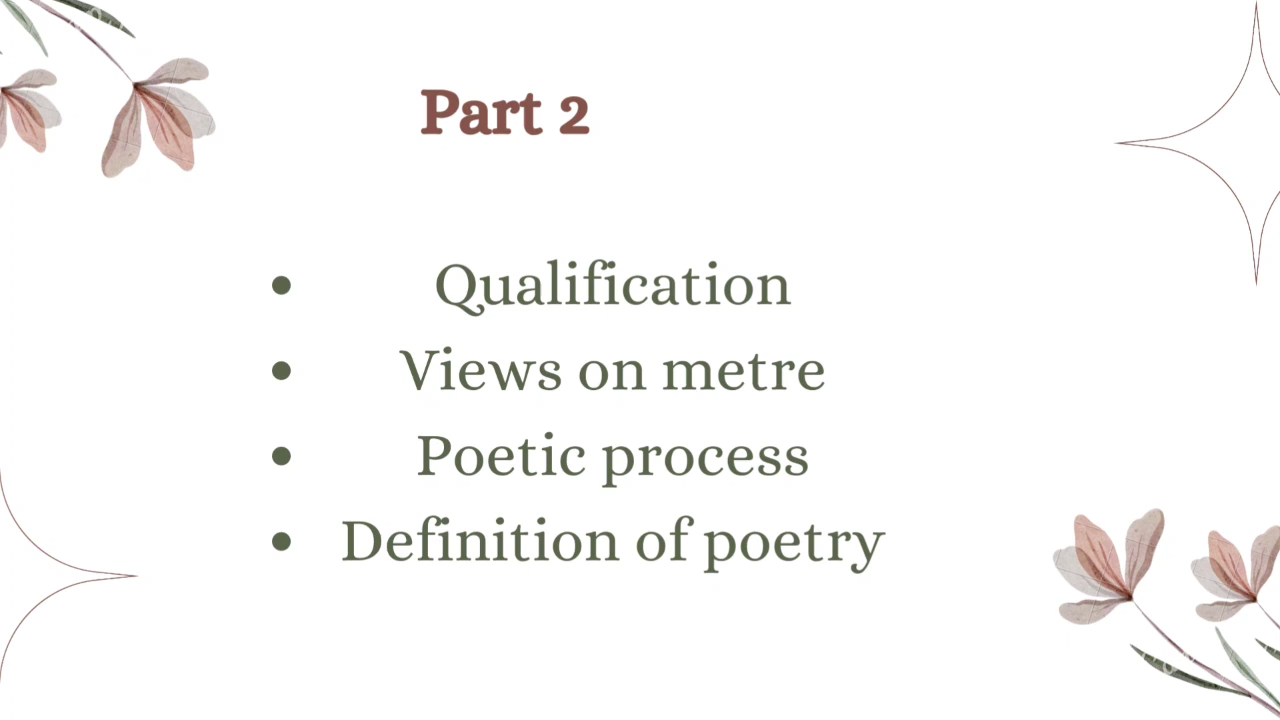 Part 2
• Qualification
• Views on metre
• Poetic process
• Definition of poetry